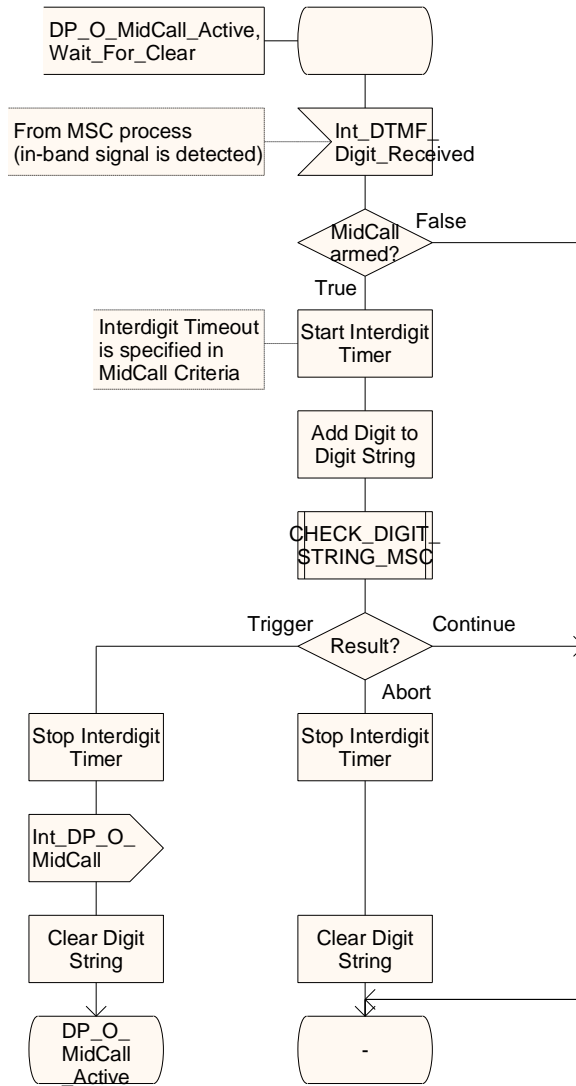 DP_O_MidCall_Active,
Wait_For_Clear
From MSC process
(in-band signal is detected)
Int_DTMF_
Digit_Received
MidCall
armed?
False
True
Interdigit Timeout
is specified in
MidCall Criteria
Start Interdigit
Timer
Add Digit to
Digit String
CHECK_DIGIT_
STRING_MSC
Trigger
Result?
Continue
Abort
Stop Interdigit
Timer
Stop Interdigit
Timer
Int_DP_O_
MidCall
Clear Digit
String
Clear Digit
String
DP_O_
MidCall
_Active
-